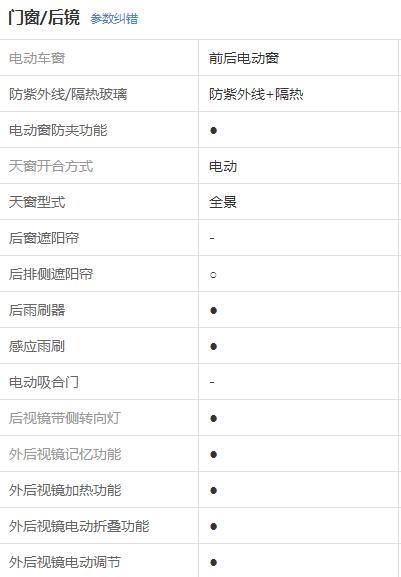 门窗/后镜 参数纠错
电动车窗 前后电动窗
防紫外线/隔热玻璃 防紫外线+隔热
电动窗防夹功能 ●
天窗开合方式 电动
天窗型式 全景
后窗遮阳帘 -
后排侧遮阳帘 ○
后雨刷器 ●
感应雨刷 ●
电动吸合门 -
后视镜带侧转向灯 ●
外后视镜记忆功能 ●
外后视镜加热功能 ●
外后视镜电动折叠功能 ●
外后视镜电动调节 ●